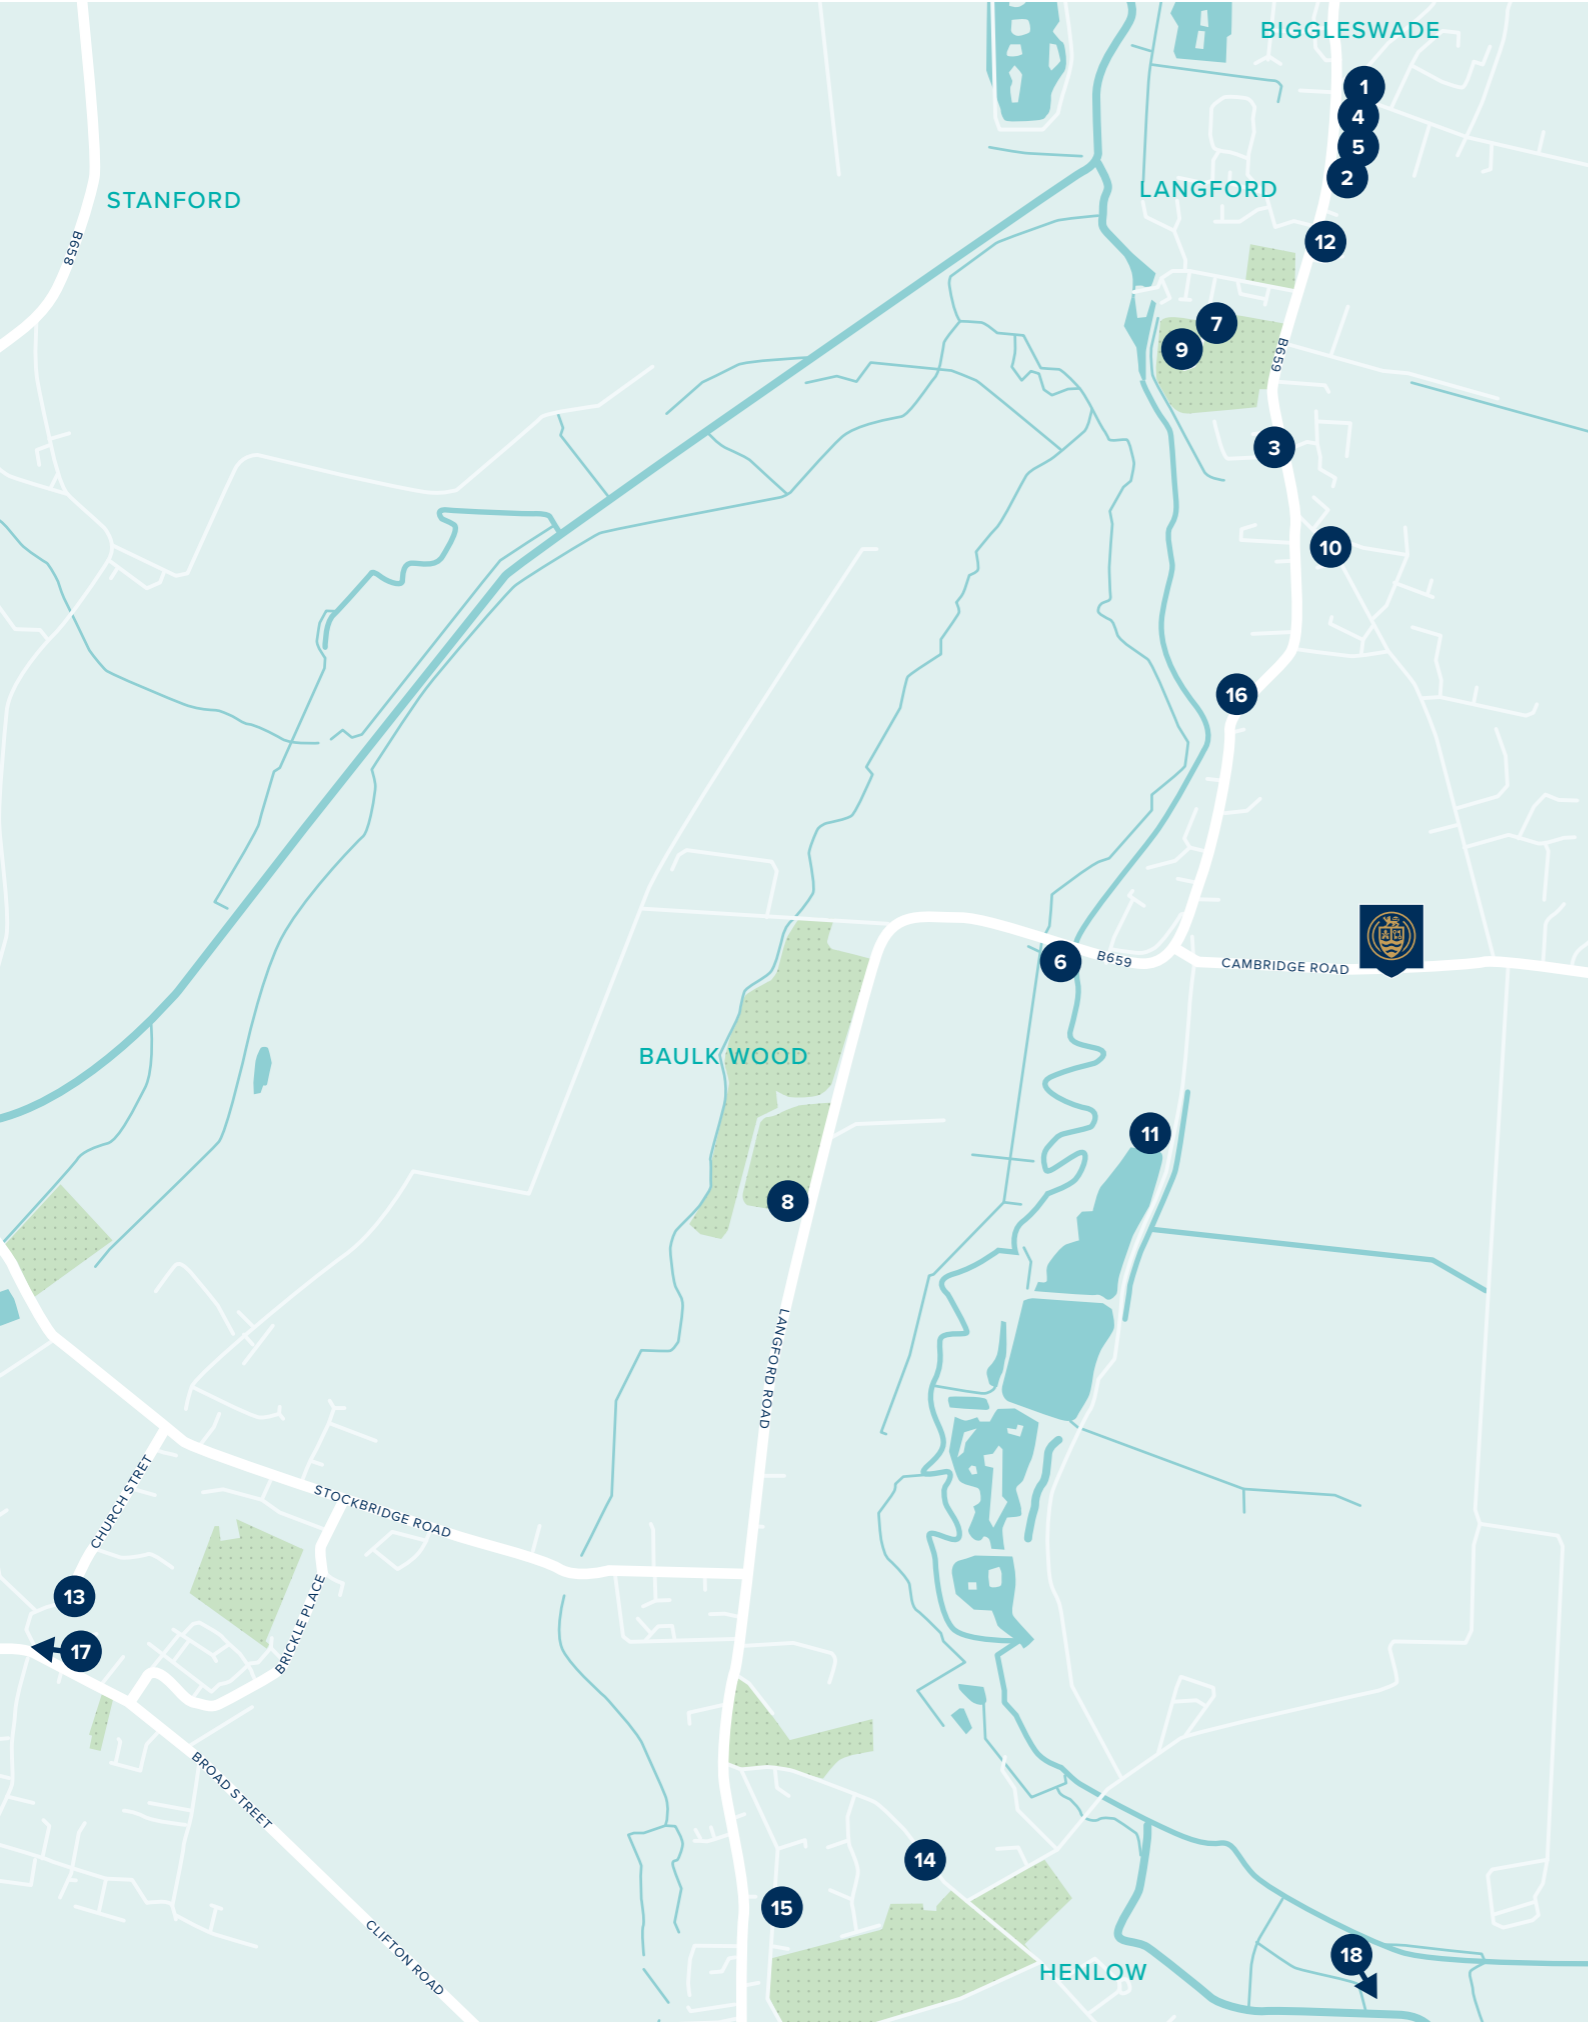 BIGGLESWADE
1
4
5
2
STANFORD
LANGFORD
B658
12
7
9
B659
3
10
16
6
B659
CAMBRIDGE ROAD
BAULK WOOD
11
8
LANGFORD ROAD
CHURCH STRET
STOCKBRIDGE ROAD
13
BRICKLE PLACE
17
BROAD STREET
14
15
CLIFTON ROAD
18
HENLOW